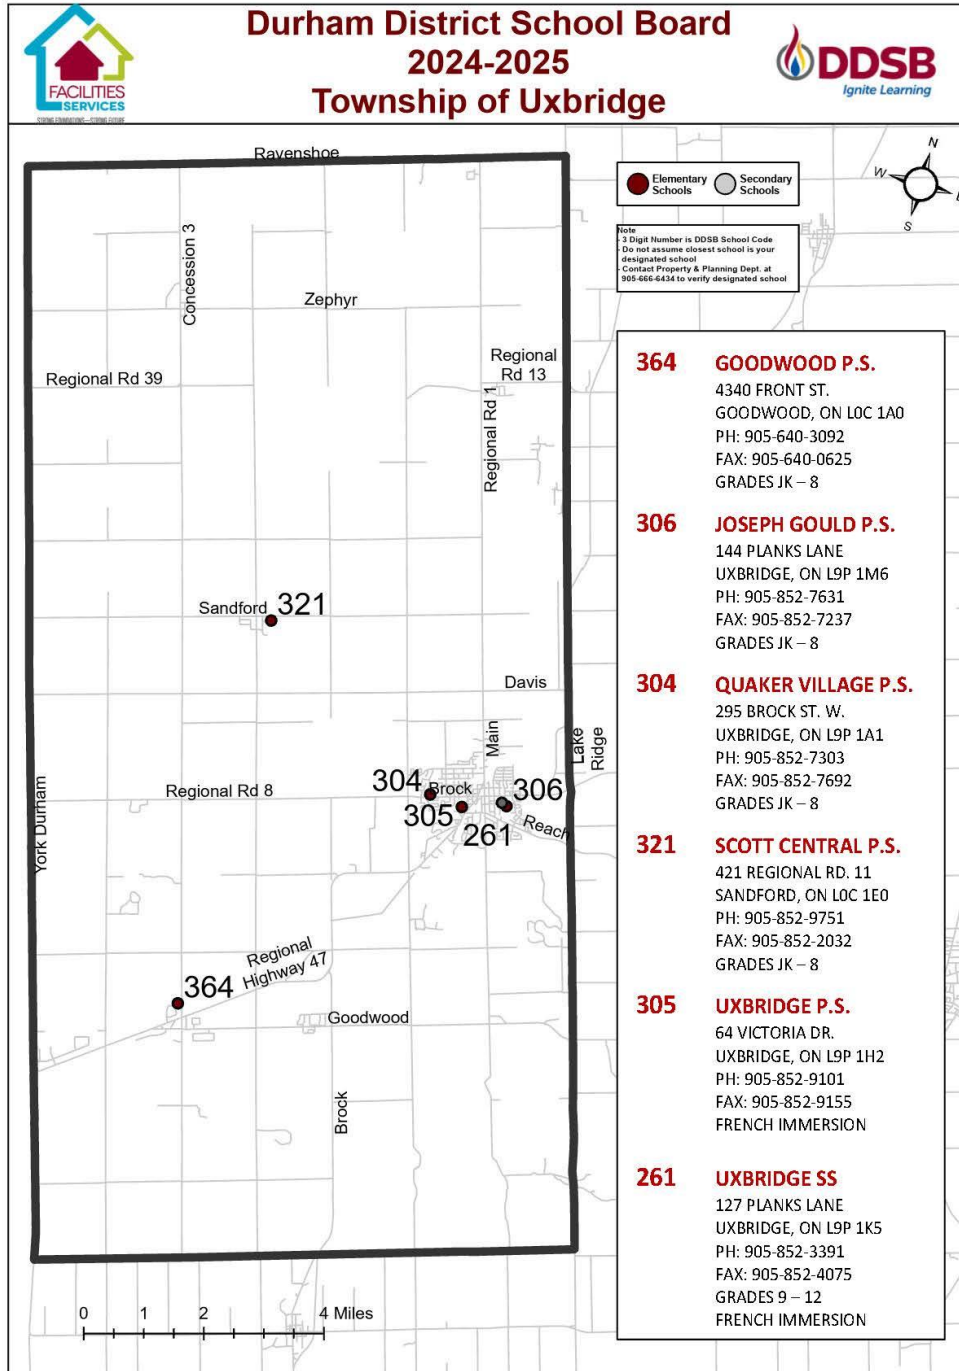 Durham District School Board
2024-2025
Township of Uxbridge
FACILITIES
SERVICES
STRONG FOUNDATIONS—STRONG FUTURE
DDSB
Ignite Learning
Ravenshoe
Elementary
Schools
Secondary
Schools
N
W
S
Note
- 3 Digit Number is DDSB School Code
- Do not assume closest school is your
designated school
- Contact Property & Planning Dept. at
905-666-6434 to verify designated school
Concession 3
Zephyr
Regional Rd 39
Regional
Rd 13
Regional Rd 1
Sandford
321
Davis
Main
Lake
Ridge
Regional Rd 8
304
Brock
306
305
261
Reach
York Durham
Regional
Highway 47
364
Goodwood
Brock
0 1 2 4 Miles
364 GOODWOOD P.S.
4340 FRONT ST.
GOODWOOD, ON L0C 1A0
PH: 905-640-3092
FAX: 905-640-0625
GRADES JK – 8
306 JOSEPH GOULD P.S.
144 PLANKS LANE
UXBRIDGE, ON L9P 1M6
PH: 905-852-7631
FAX: 905-852-7237
GRADES JK – 8
304 QUAKER VILLAGE P.S.
295 BROCK ST. W.
UXBRIDGE, ON L9P 1A1
PH: 905-852-7303
FAX: 905-852-7692
GRADES JK – 8
321 SCOTT CENTRAL P.S.
421 REGIONAL RD. 11
SANDFORD, ON L0C 1E0
PH: 905-852-9751
FAX: 905-852-2032
GRADES JK – 8
305 UXBRIDGE P.S.
64 VICTORIA DR.
UXBRIDGE, ON L9P 1H2
PH: 905-852-9101
FAX: 905-852-9155
FRENCH IMMERSION
261 UXBRIDGE SS
127 PLANKS LANE
UXBRIDGE, ON L9P 1K5
PH: 905-852-3391
FAX: 905-852-4075
GRADES 9 – 12
FRENCH IMMERSION